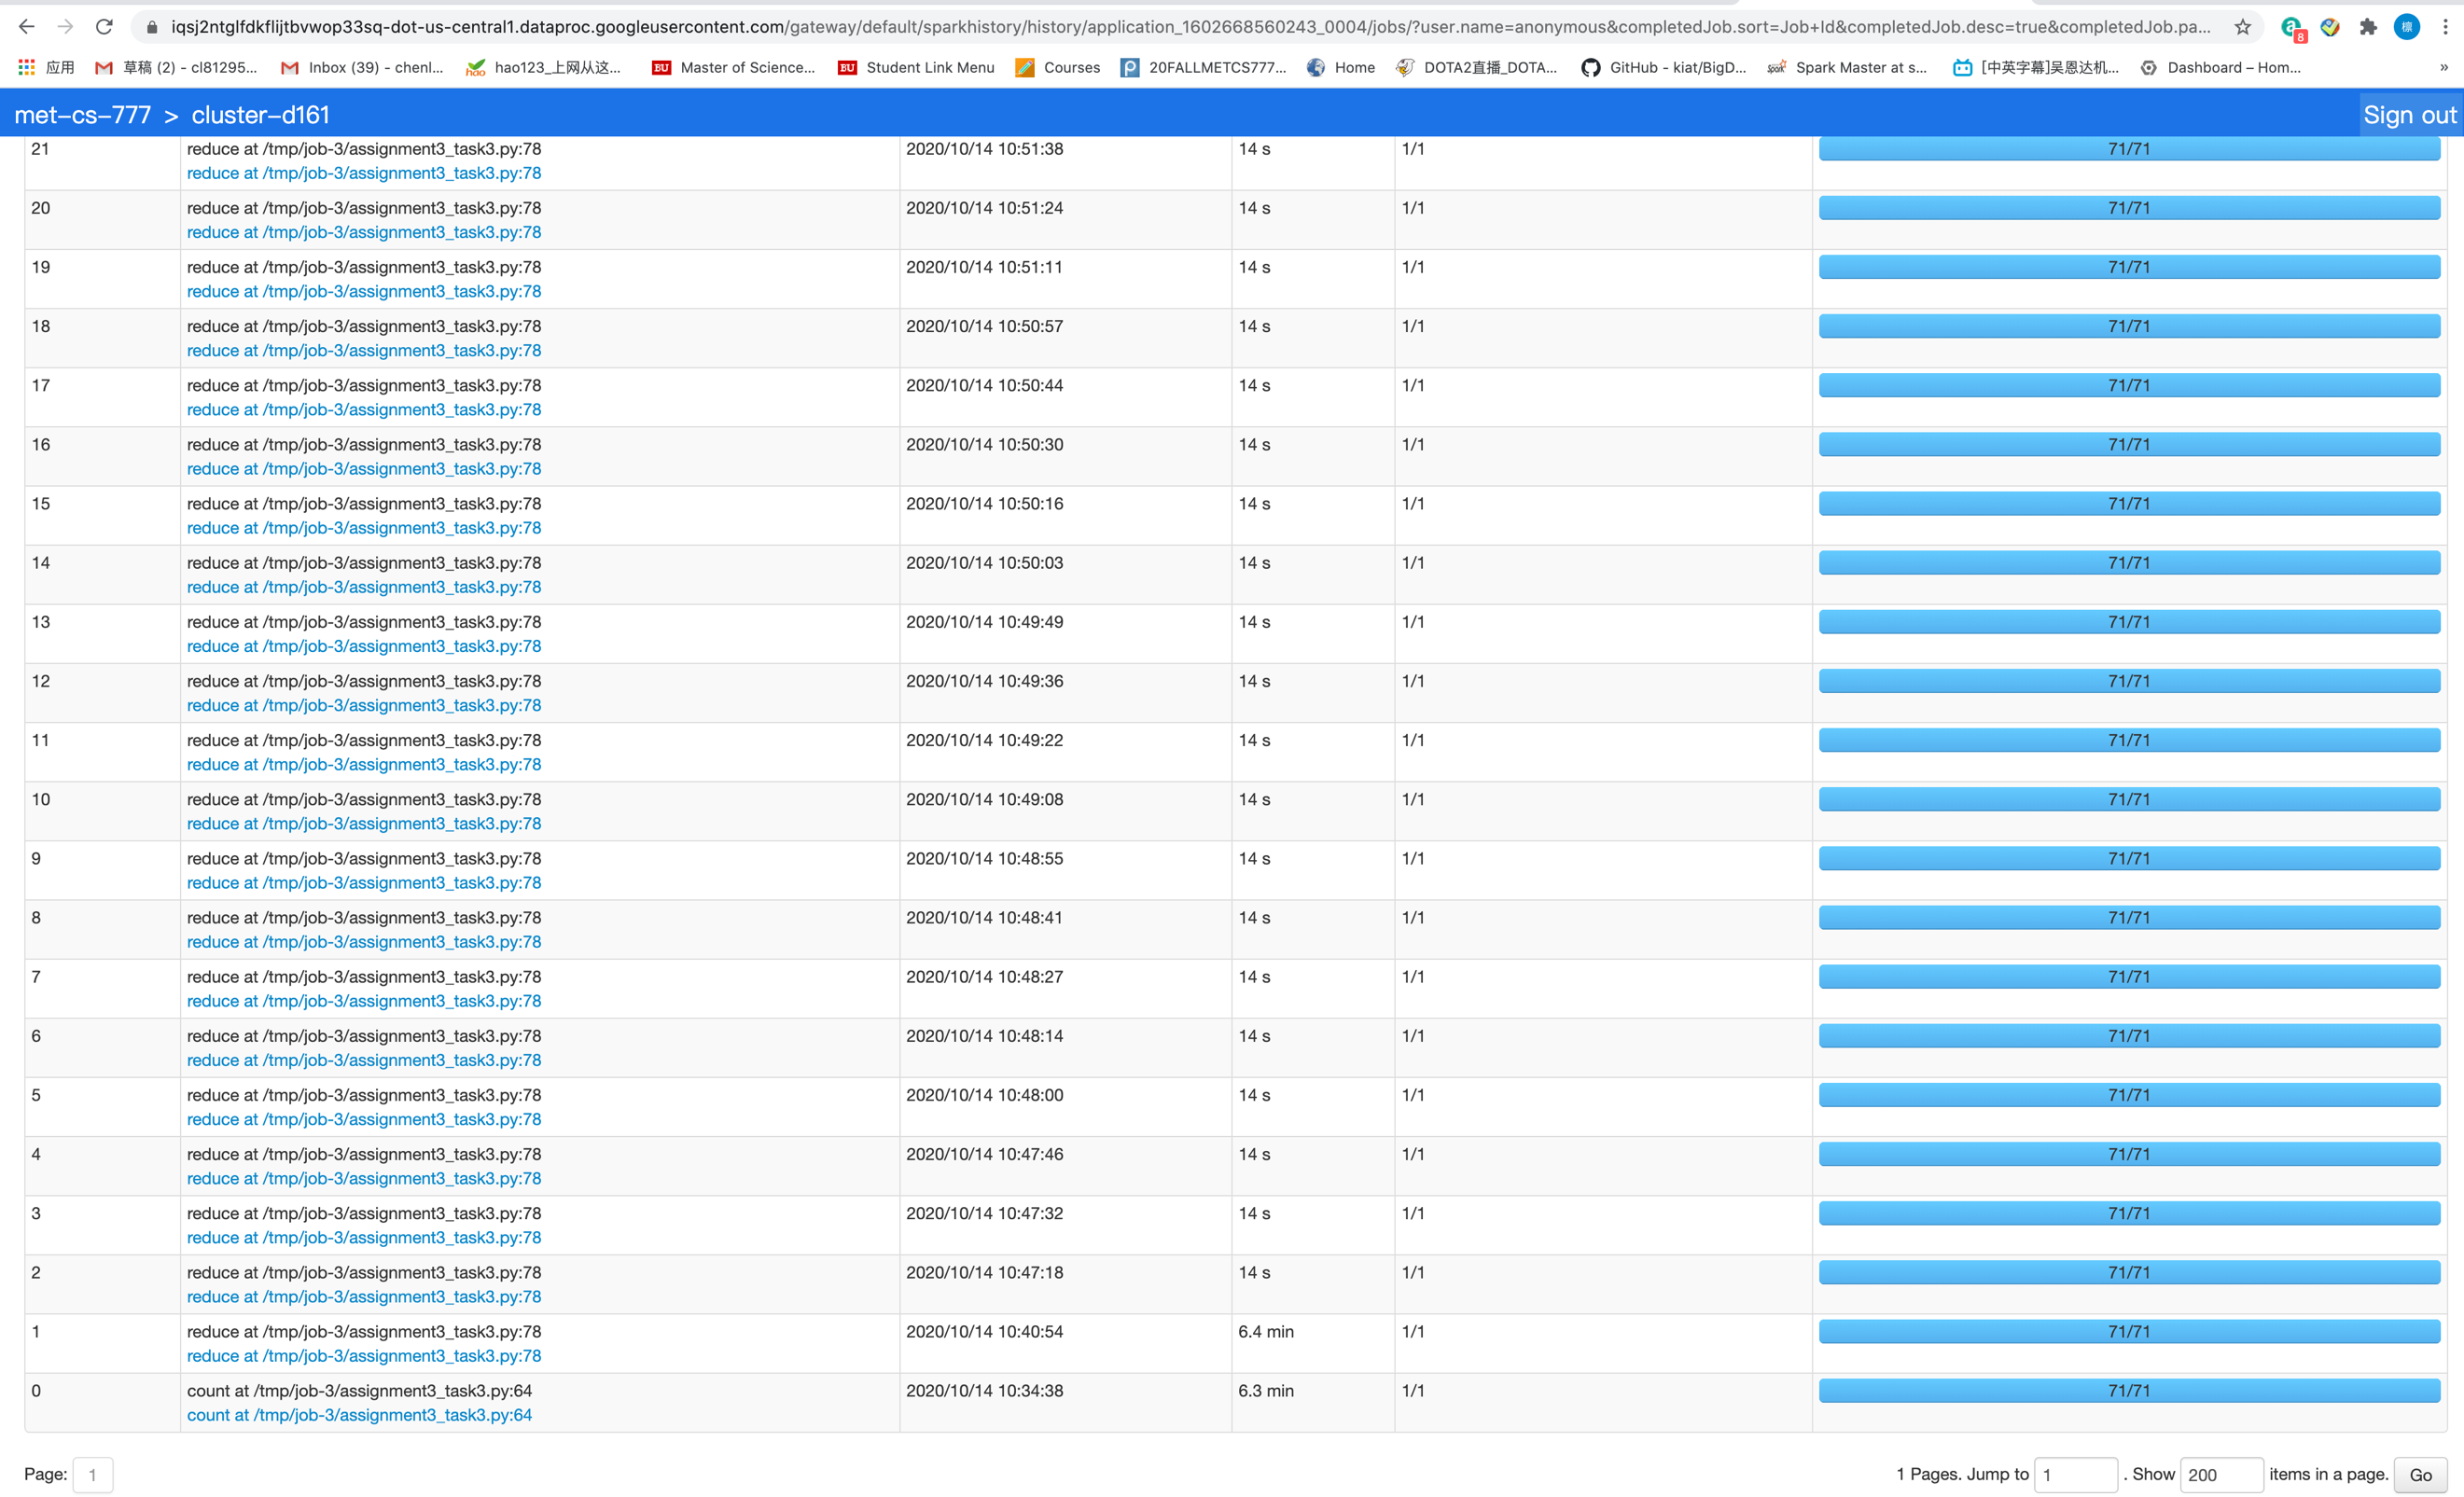 iqsj2ntglfdkflijtbvwop33sq-dot-us-central1.dataproc.googleusercontent.com/gateway/default/sparkhistory/history/application_1602668560243_0004/jobs/?user.name=anonymous&completedJob.sort=Job+Id&completedJob.desc=true&completedJob.pa...
8
应用 草稿 (2) - cl81295... Inbox (39) - chenl... hao123_上网从这... BU Master of Science... BU Student Link Menu Courses 20FALLMETCS777... Home DOTA2直播_DOTA... GitHub - kiat/BigD... Spark Master at s... [中英字幕]吴恩达机... Dashboard – Hom... »
met-cs-777 > cluster-d161 Sign out
21 reduce at /tmp/job-3/assignment3_task3.py:78 2020/10/14 10:51:38 14 s 1/1 71/71
reduce at /tmp/job-3/assignment3_task3.py:78
20 reduce at /tmp/job-3/assignment3_task3.py:78 2020/10/14 10:51:24 14 s 1/1 71/71
reduce at /tmp/job-3/assignment3_task3.py:78
19 reduce at /tmp/job-3/assignment3_task3.py:78 2020/10/14 10:51:11 14 s 1/1 71/71
reduce at /tmp/job-3/assignment3_task3.py:78
18 reduce at /tmp/job-3/assignment3_task3.py:78 2020/10/14 10:50:57 14 s 1/1 71/71
reduce at /tmp/job-3/assignment3_task3.py:78
17 reduce at /tmp/job-3/assignment3_task3.py:78 2020/10/14 10:50:44 14 s 1/1 71/71
reduce at /tmp/job-3/assignment3_task3.py:78
16 reduce at /tmp/job-3/assignment3_task3.py:78 2020/10/14 10:50:30 14 s 1/1 71/71
reduce at /tmp/job-3/assignment3_task3.py:78
15 reduce at /tmp/job-3/assignment3_task3.py:78 2020/10/14 10:50:16 14 s 1/1 71/71
reduce at /tmp/job-3/assignment3_task3.py:78
14 reduce at /tmp/job-3/assignment3_task3.py:78 2020/10/14 10:50:03 14 s 1/1 71/71
reduce at /tmp/job-3/assignment3_task3.py:78
13 reduce at /tmp/job-3/assignment3_task3.py:78 2020/10/14 10:49:49 14 s 1/1 71/71
reduce at /tmp/job-3/assignment3_task3.py:78
12 reduce at /tmp/job-3/assignment3_task3.py:78 2020/10/14 10:49:36 14 s 1/1 71/71
reduce at /tmp/job-3/assignment3_task3.py:78
11 reduce at /tmp/job-3/assignment3_task3.py:78 2020/10/14 10:49:22 14 s 1/1 71/71
reduce at /tmp/job-3/assignment3_task3.py:78
10 reduce at /tmp/job-3/assignment3_task3.py:78 2020/10/14 10:49:08 14 s 1/1 71/71
reduce at /tmp/job-3/assignment3_task3.py:78
9 reduce at /tmp/job-3/assignment3_task3.py:78 2020/10/14 10:48:55 14 s 1/1 71/71
reduce at /tmp/job-3/assignment3_task3.py:78
8 reduce at /tmp/job-3/assignment3_task3.py:78 2020/10/14 10:48:41 14 s 1/1 71/71
reduce at /tmp/job-3/assignment3_task3.py:78
7 reduce at /tmp/job-3/assignment3_task3.py:78 2020/10/14 10:48:27 14 s 1/1 71/71
reduce at /tmp/job-3/assignment3_task3.py:78
6 reduce at /tmp/job-3/assignment3_task3.py:78 2020/10/14 10:48:14 14 s 1/1 71/71
reduce at /tmp/job-3/assignment3_task3.py:78
5 reduce at /tmp/job-3/assignment3_task3.py:78 2020/10/14 10:48:00 14 s 1/1 71/71
reduce at /tmp/job-3/assignment3_task3.py:78
4 reduce at /tmp/job-3/assignment3_task3.py:78 2020/10/14 10:47:46 14 s 1/1 71/71
reduce at /tmp/job-3/assignment3_task3.py:78
3 reduce at /tmp/job-3/assignment3_task3.py:78 2020/10/14 10:47:32 14 s 1/1 71/71
reduce at /tmp/job-3/assignment3_task3.py:78
2 reduce at /tmp/job-3/assignment3_task3.py:78 2020/10/14 10:47:18 14 s 1/1 71/71
reduce at /tmp/job-3/assignment3_task3.py:78
1 reduce at /tmp/job-3/assignment3_task3.py:78 2020/10/14 10:40:54 6.4 min 1/1 71/71
reduce at /tmp/job-3/assignment3_task3.py:78
0 count at /tmp/job-3/assignment3_task3.py:64 2020/10/14 10:34:38 6.3 min 1/1 71/71
count at /tmp/job-3/assignment3_task3.py:64
Page: 1 1 Pages. Jump to 1 . Show 200 items in a page. Go